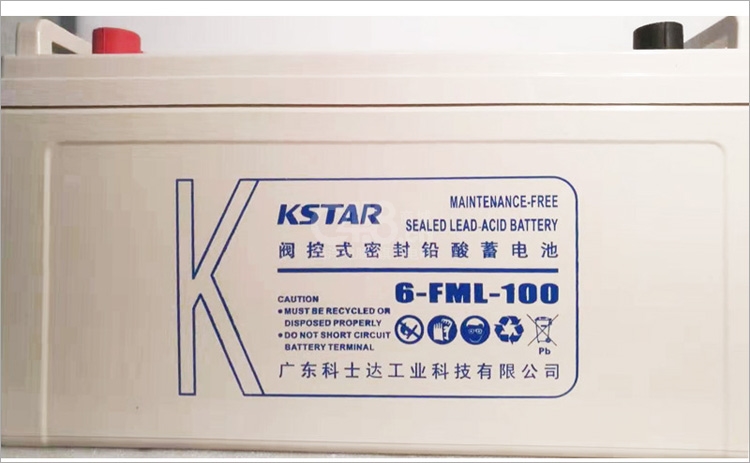 KSTAR
MAINTENANCE-FREE
SEALED LEAD-ACID BATTERY
阀控式密封铅酸蓄电池
6-FML-100
CAUTION
• MUST BE RECYCLED OR
DISPOSED PROPERLY
• DO NOT SHORT CIRCUIT
BATTERY TERMINAL
Pb
广东科士达工业科技有限公司